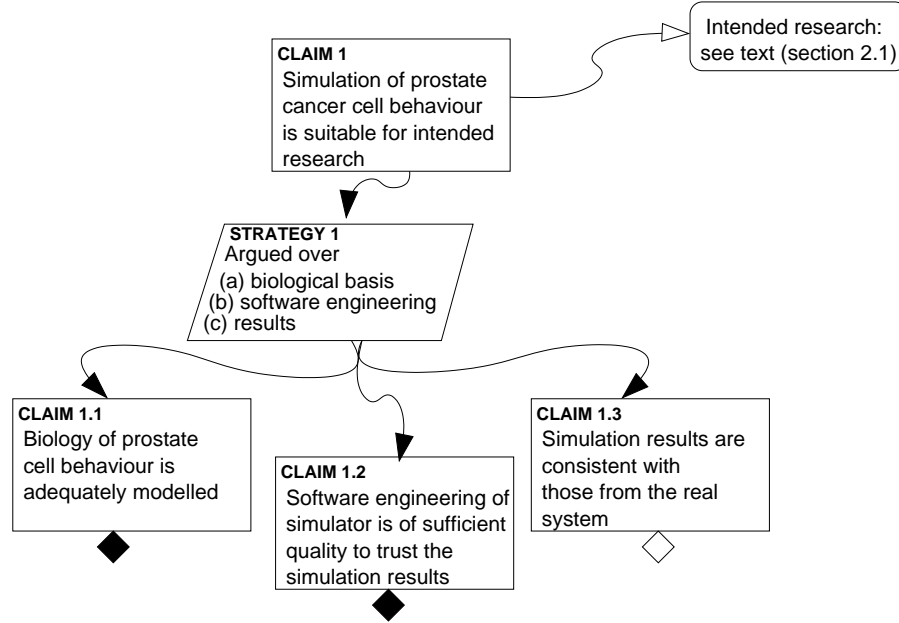 Intended research:
see text (section 2.1)
CLAIM 1
Simulation of prostate
cancer cell behaviour
is suitable for intended
research
STRATEGY 1
Argued over
(a) biological basis
(b) software engineering
(c) results
CLAIM 1.1
Biology of prostate
cell behaviour is
adequately modelled
CLAIM 1.2
Software engineering of
simulator is of sufficient
quality to trust the
simulation results
CLAIM 1.3
Simulation results are
consistent with
those from the real
system